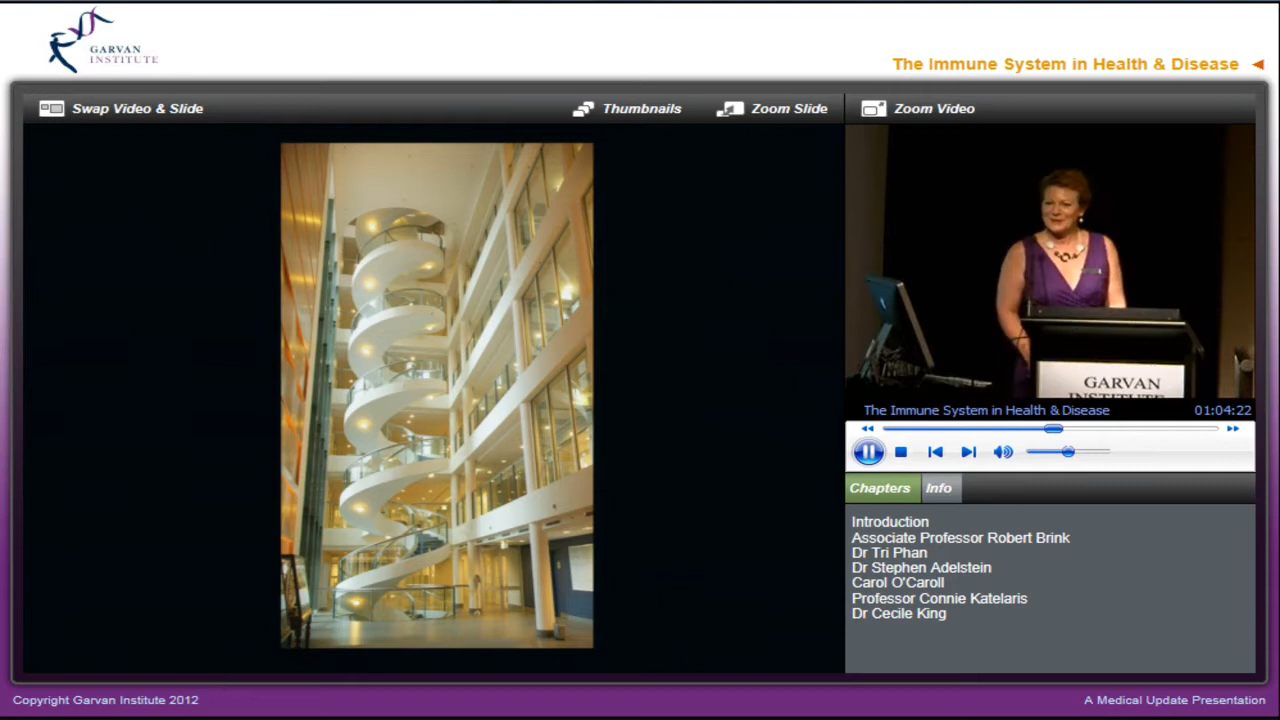 GARVAN
INSTITUTE
The Immune System in Health & Disease
Swap Video & Slide
Thumbnails
Zoom Slide
Zoom Video
GARVAN
INSTITUTE
The Immune System in Health & Disease
01:04:22
Chapters
Info
Introduction
Associate Professor Robert Brink
Dr Tri Phan
Dr Stephen Adelstein
Carol O'Caroll
Professor Connie Katelaris
Dr Cecile King
Copyright Garvan Institute 2012
A Medical Update Presentation